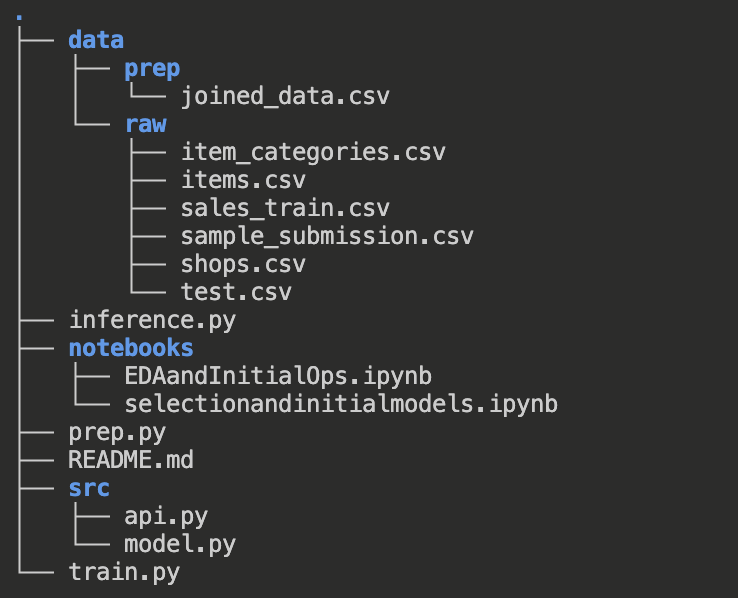 .
├── data
│   ├── prep
│   │   └── joined_data.csv
│   └── raw
│       ├── item_categories.csv
│       ├── items.csv
│       ├── sales_train.csv
│       ├── sample_submission.csv
│       ├── shops.csv
│       └── test.csv
├── inference.py
├── notebooks
│   ├── EDAandInitialOps.ipynb
│   └── selectionandinitialmodels.ipynb
├── prep.py
├── README.md
├── src
│   ├── api.py
│   └── model.py
└── train.py